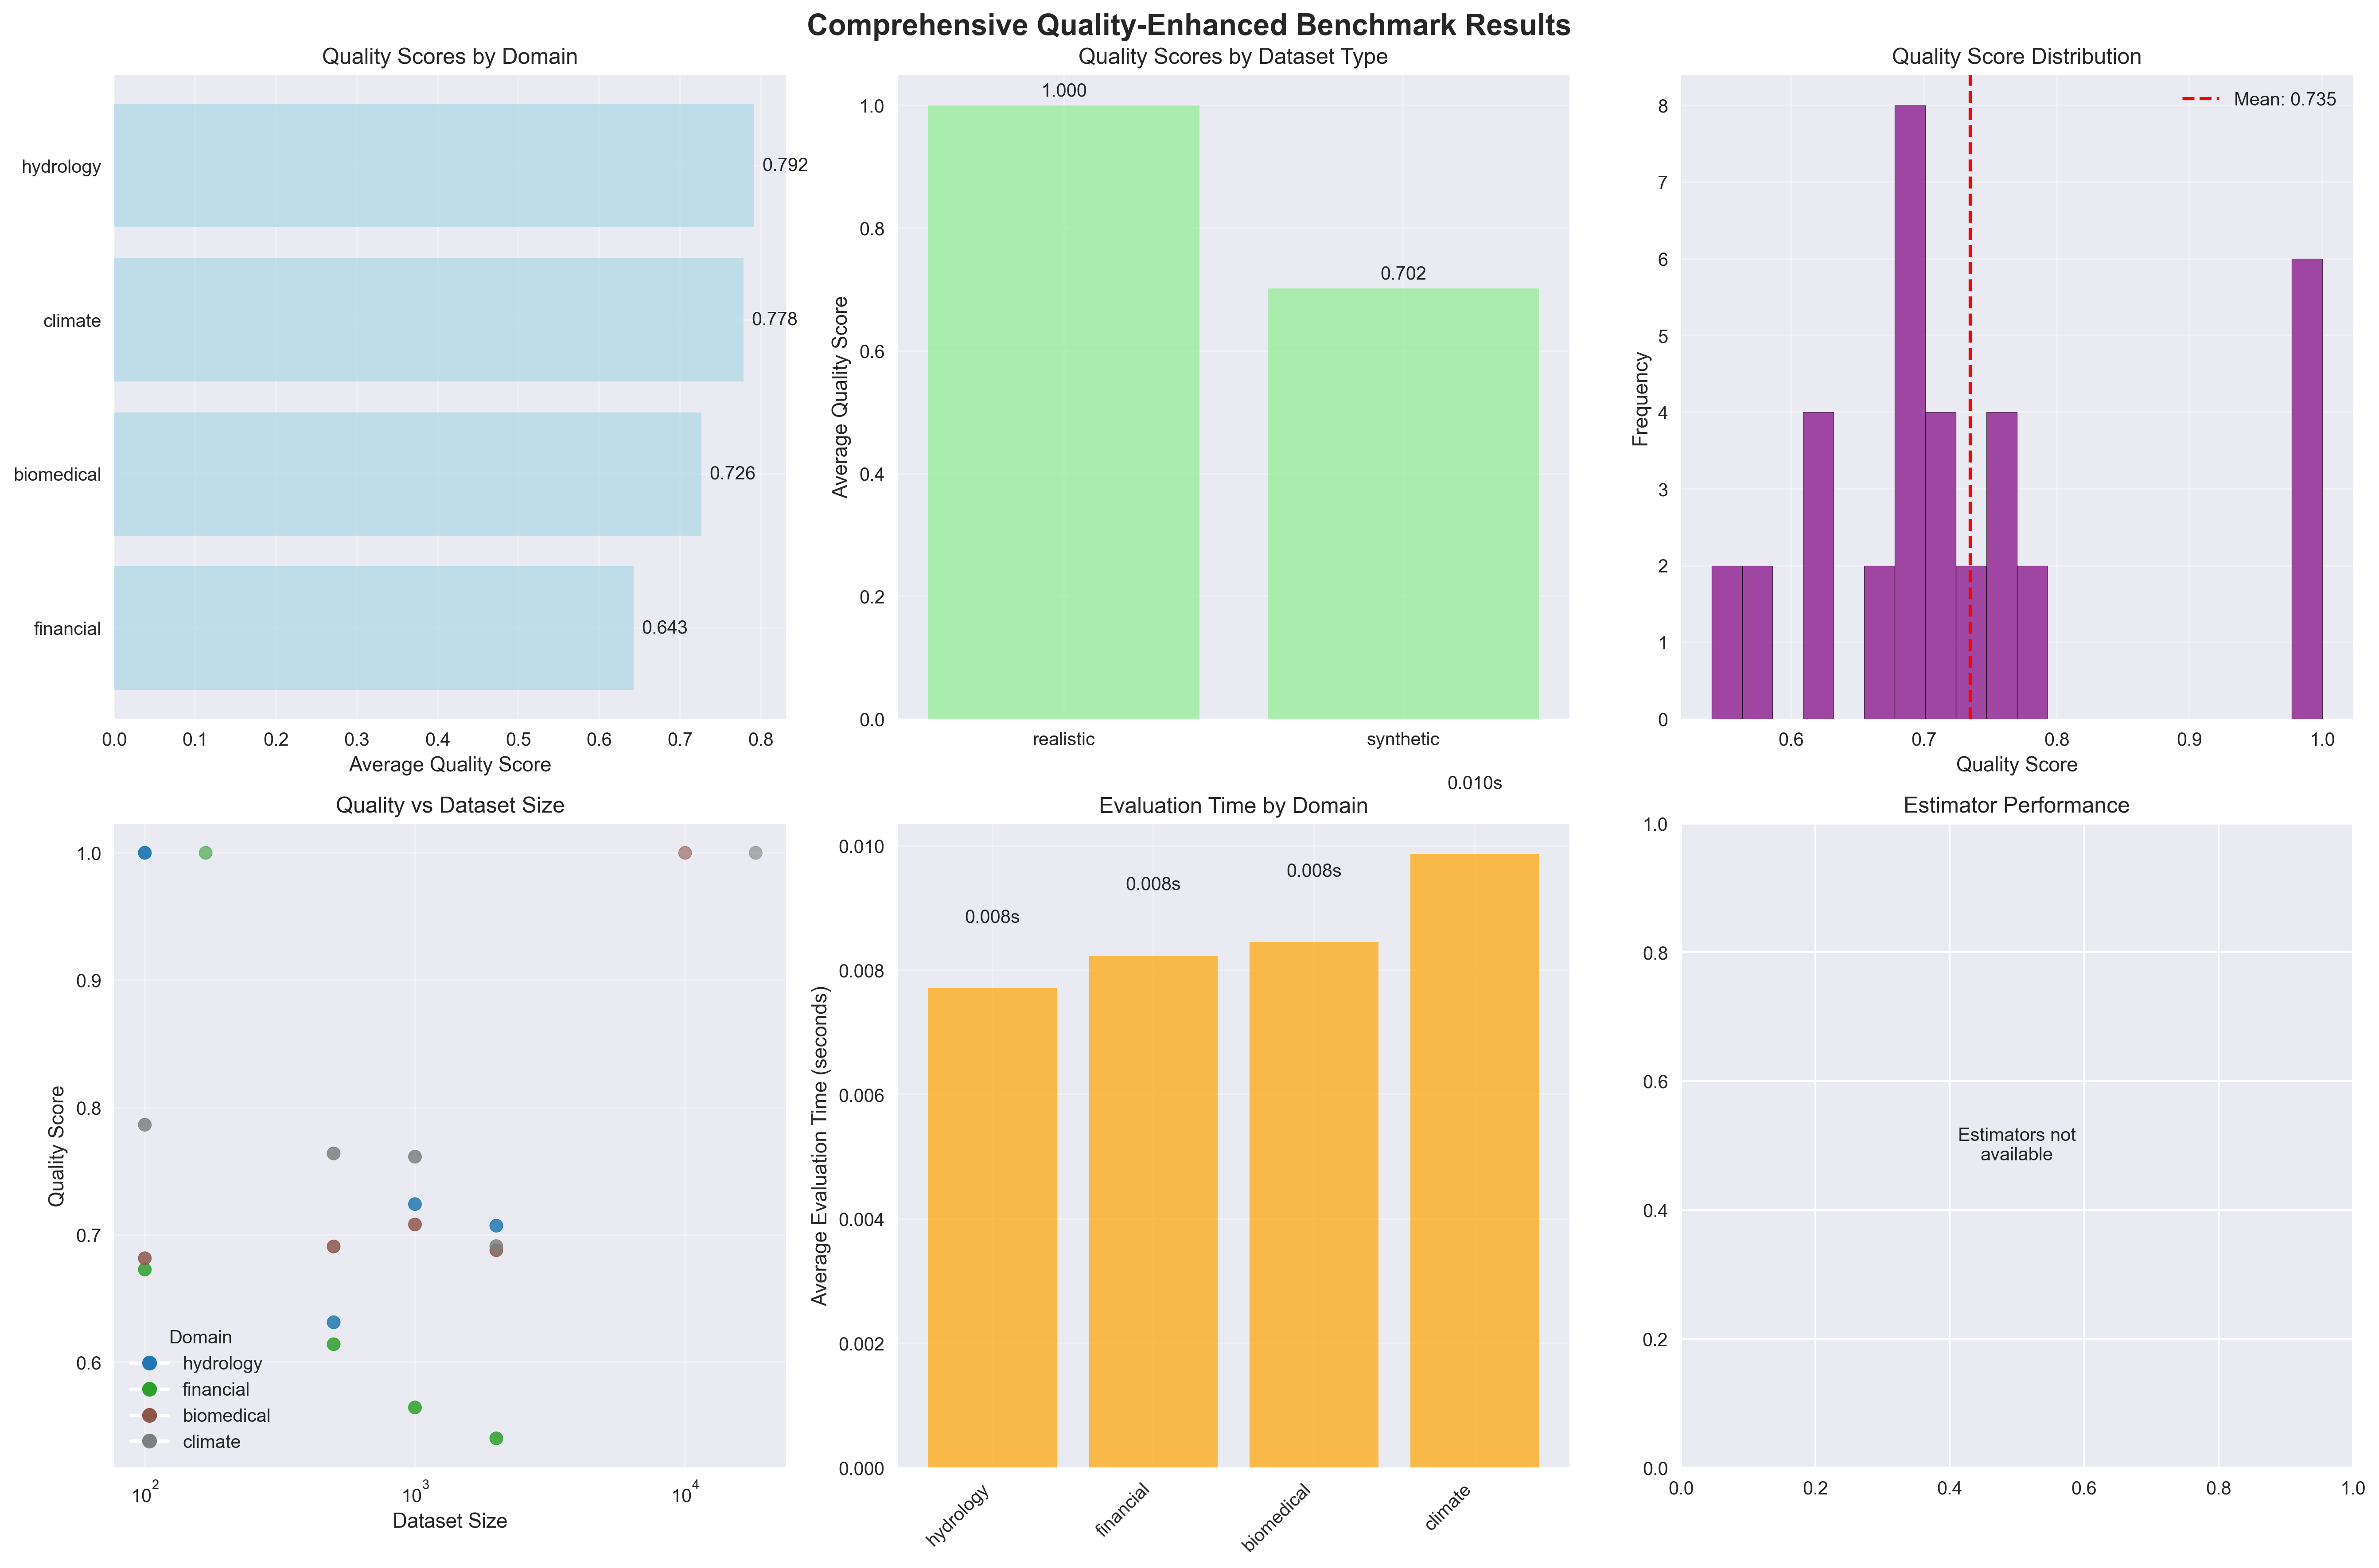 Comprehensive Quality-Enhanced Benchmark Results
Quality Scores by Domain
hydrology
climate
biomedical
financial
0.792
0.778
0.726
0.643
0.0 0.1 0.2 0.3 0.4 0.5 0.6 0.7 0.8
Average Quality Score
Quality Scores by Dataset Type
Average Quality Score
1.0
0.8
0.6
0.4
0.2
0.0
1.000
0.702
realistic synthetic
Quality Score Distribution
Frequency
8
7
6
5
4
3
2
1
0
Mean: 0.735
0.6 0.7 0.8 0.9 1.0
Quality Score
Quality vs Dataset Size
Quality Score
1.0
0.9
0.8
0.7
0.6
Domain
hydrology
financial
biomedical
climate
10² 10³ 10⁴
Dataset Size
Evaluation Time by Domain
Average Evaluation Time (seconds)
0.010
0.008
0.006
0.004
0.002
0.000
0.008s
0.008s
0.008s
0.010s
hydrology
financial
biomedical
climate
Estimator Performance
1.0
0.8
0.6
0.4
0.2
0.0
Estimators not
available
0.0 0.2 0.4 0.6 0.8 1.0